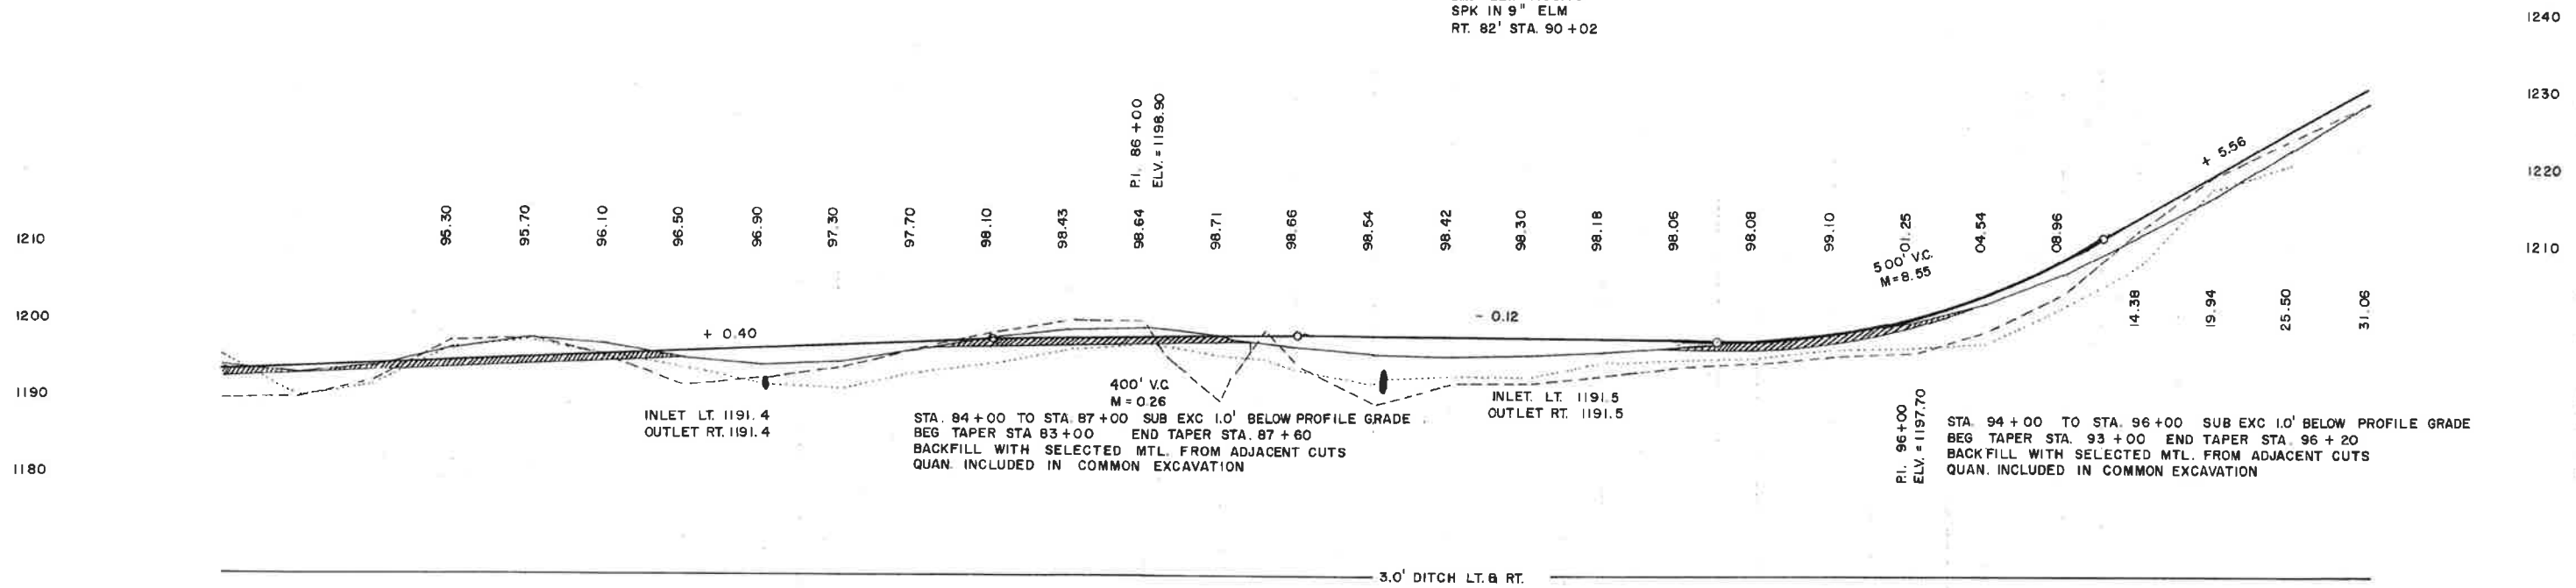 SPK IN 9" ELM
RT. 82' STA. 90+02
1240
1230
1220
1210
1210
1200
1190
1180
P.I. 86+00
ELV.=1198.90
95.30
95.70
96.10
96.50
96.90
97.30
97.70
98.10
98.43
98.64
98.71
98.66
98.54
98.42
98.30
98.18
98.06
98.08
99.10
01.25
04.54
08.96
14.38
19.94
25.50
31.06
+ 0.40
- 0.12
+ 5.56
500' V.C.
M=8.55
400' V.C.
M=0.26
INLET LT. 1191.4
OUTLET RT. 1191.4
STA. 84+00 TO STA. 87+00 SUB EXC 1.0' BELOW PROFILE GRADE
BEG TAPER STA 83+00 END TAPER STA. 87+60
BACKFILL WITH SELECTED MTL. FROM ADJACENT CUTS
QUAN. INCLUDED IN COMMON EXCAVATION
INLET. LT. 1191.5
OUTLET RT. 1191.5
P.I. 96+00
ELV.=1197.70
STA. 94+00 TO STA. 96+00 SUB EXC 1.0' BELOW PROFILE GRADE
BEG TAPER STA. 93+00 END TAPER STA. 96+20
BACKFILL WITH SELECTED MTL. FROM ADJACENT CUTS
QUAN. INCLUDED IN COMMON EXCAVATION
3.0' DITCH LT. & RT.